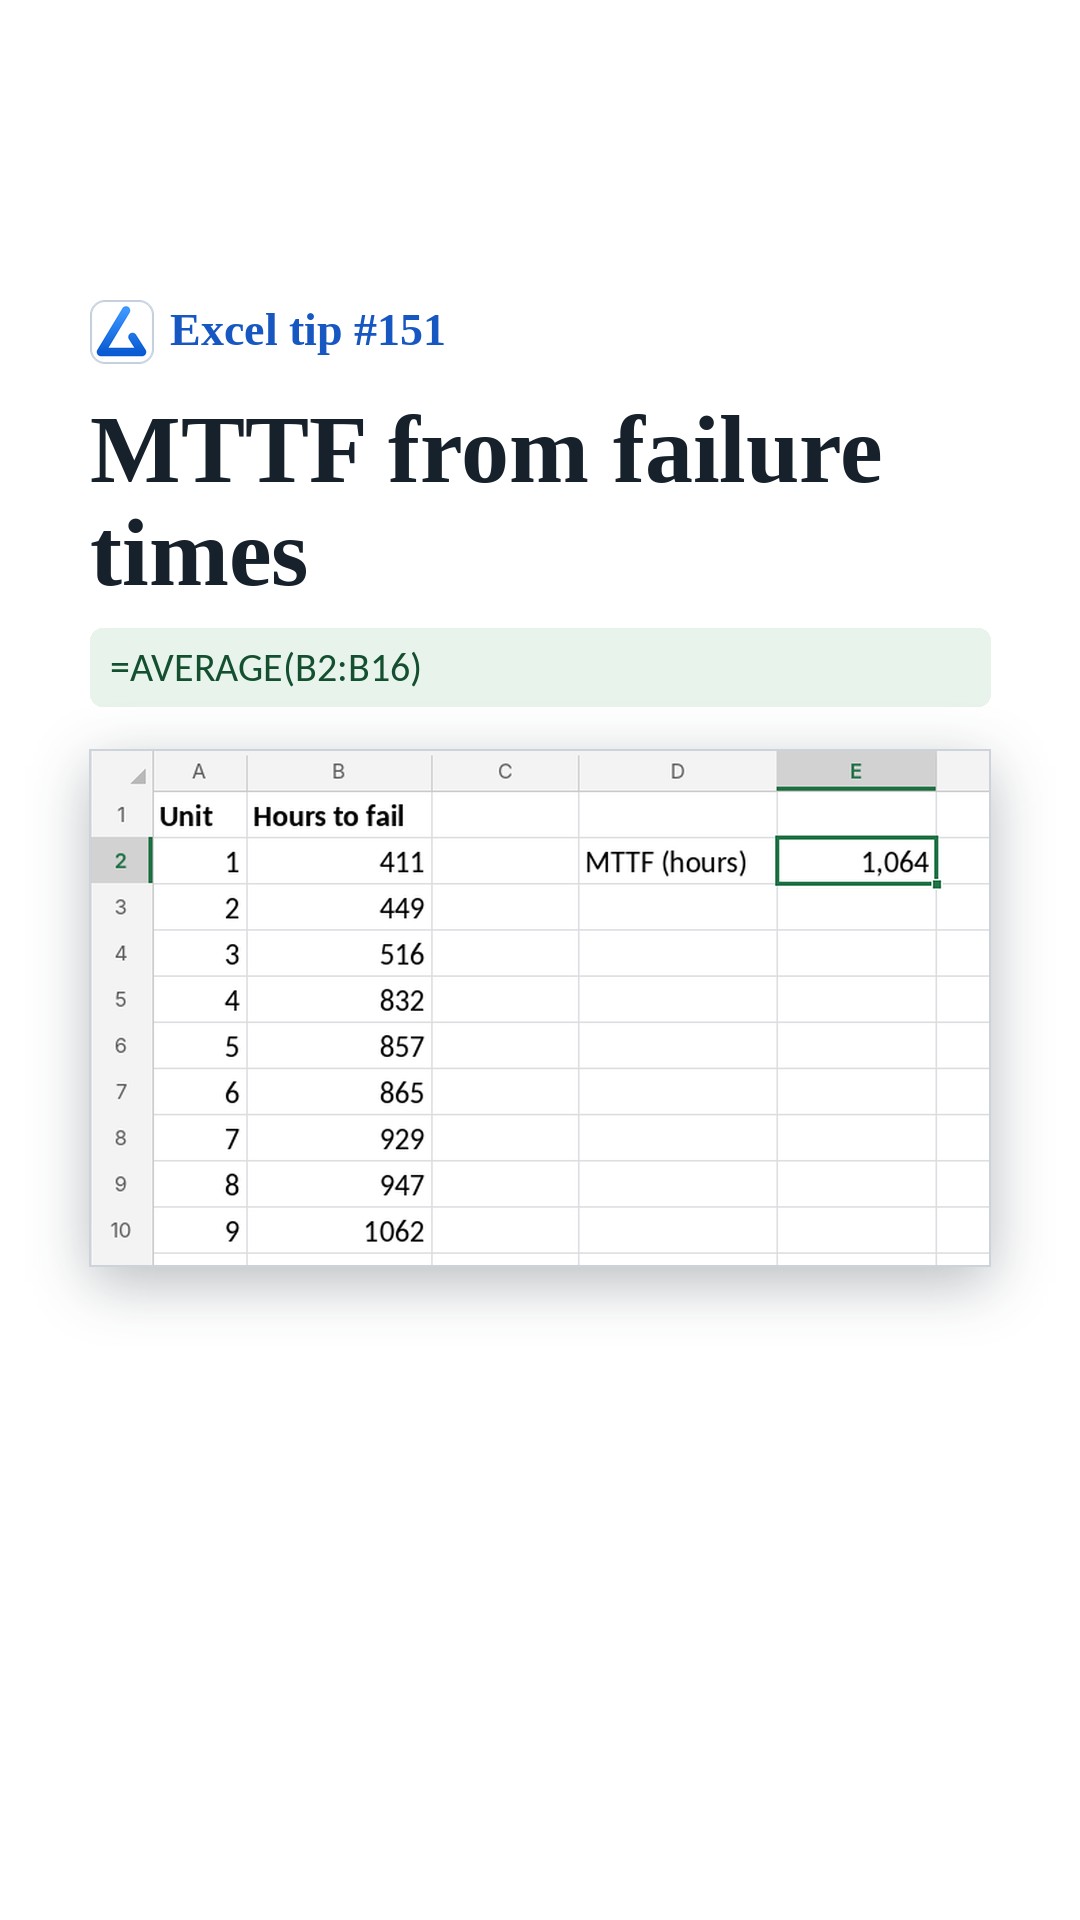 Excel tip #151
MTTF from failure
times
=AVERAGE(B2:B16)
A B C D E
1 Unit Hours to fail
2 1 411 MTTF (hours) 1,064
3 2 449
4 3 516
5 4 832
6 5 857
7 6 865
8 7 929
9 8 947
10 9 1062